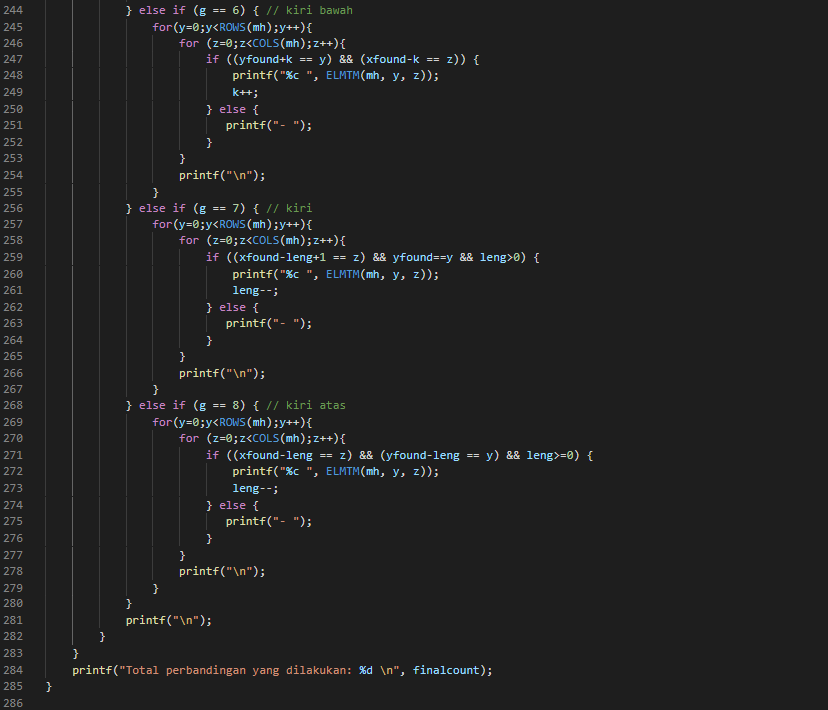 244 } else if (g == 6) { // kiri bawah
245 for(y=0;y<ROWS(mh);y++){
246 for (z=0;z<COLS(mh);z++){
247 if ((yfound+k == y) && (xfound-k == z)) {
248 printf("%c ", ELMTM(mh, y, z));
249 k++;
250 } else {
251 printf("- ");
252 }
253 }
254 printf("\n");
255 }
256 } else if (g == 7) { // kiri
257 for(y=0;y<ROWS(mh);y++){
258 for (z=0;z<COLS(mh);z++){
259 if ((xfound-leng+1 == z) && yfound==y && leng>0) {
260 printf("%c ", ELMTM(mh, y, z));
261 leng--;
262 } else {
263 printf("- ");
264 }
265 }
266 printf("\n");
267 }
268 } else if (g == 8) { // kiri atas
269 for(y=0;y<ROWS(mh);y++){
270 for (z=0;z<COLS(mh);z++){
271 if ((xfound-leng == z) && (yfound-leng == y) && leng>=0) {
272 printf("%c ", ELMTM(mh, y, z));
273 leng--;
274 } else {
275 printf("- ");
276 }
277 }
278 printf("\n");
279 }
280 }
281 printf("\n");
282 }
283 }
284 printf("Total perbandingan yang dilakukan: %d \n", finalcount);
285 }
286